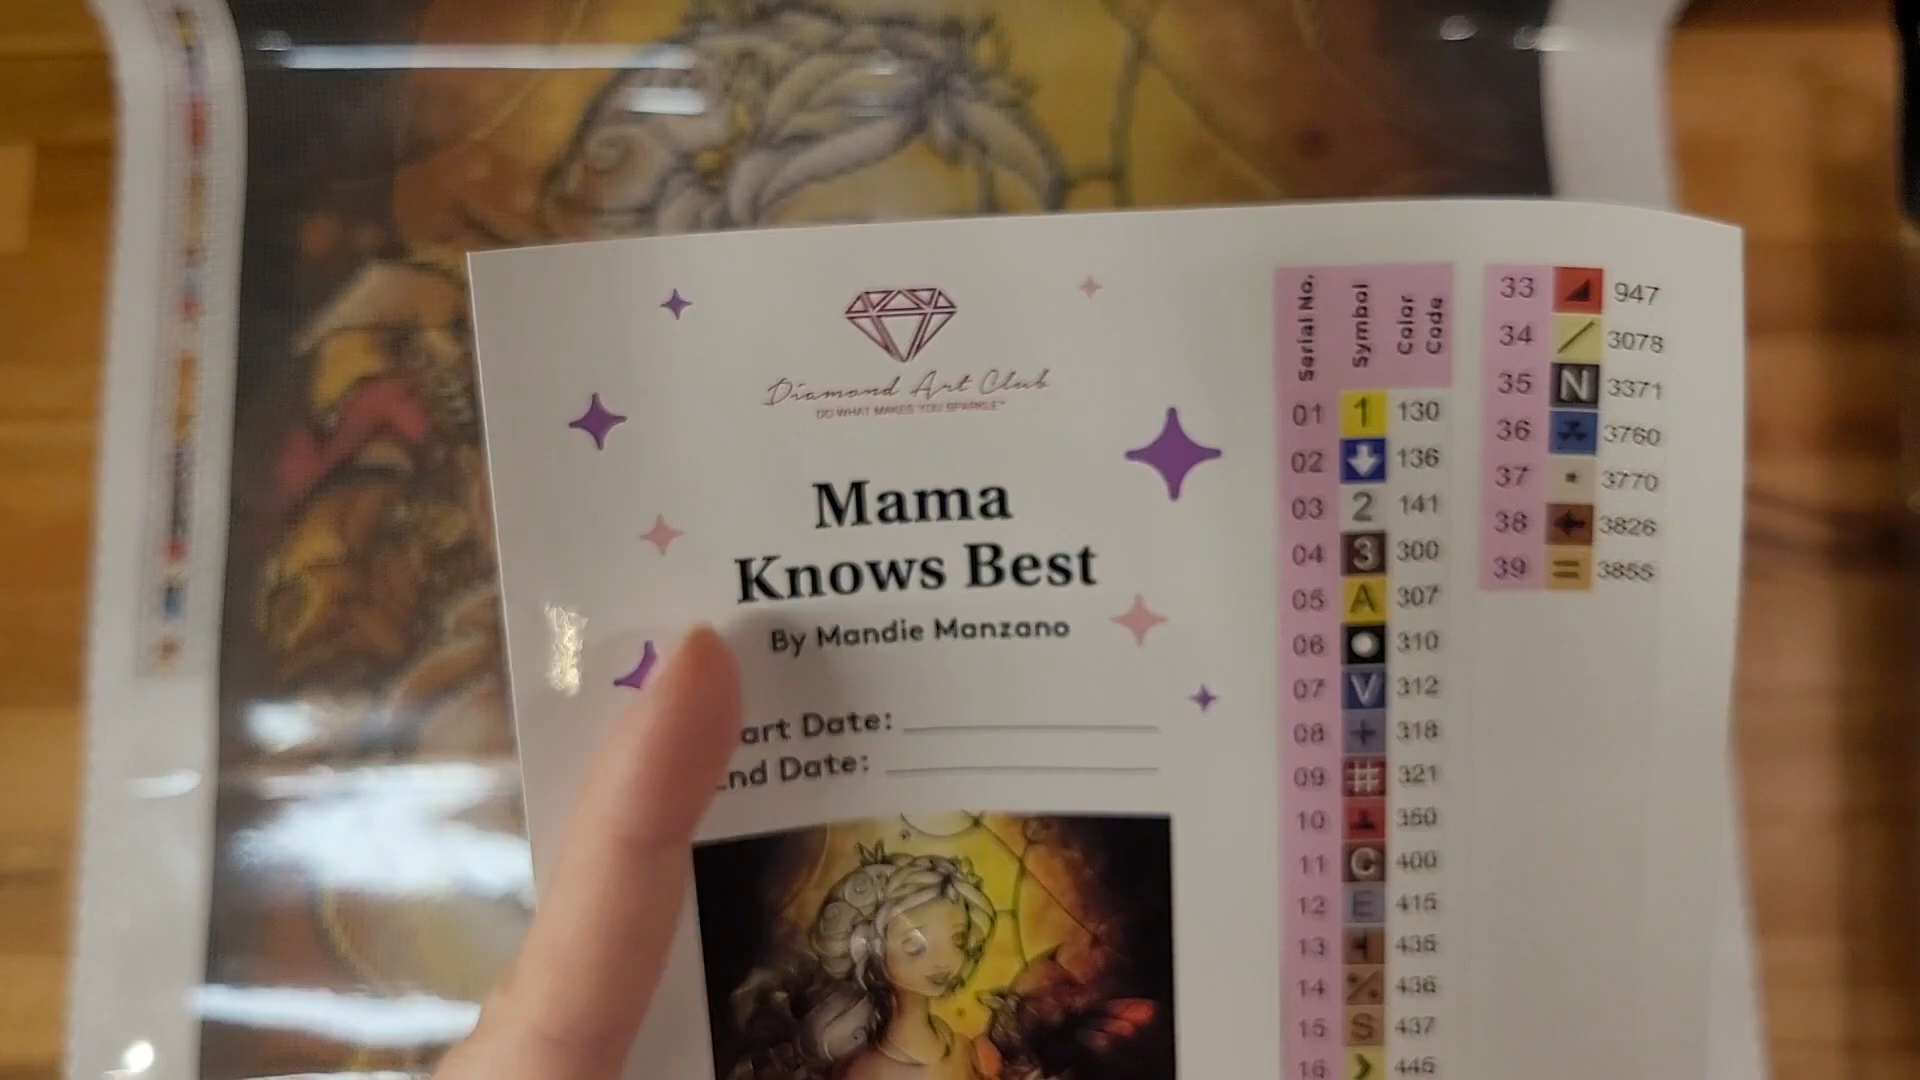 Diamond Art Club
DO WHAT MAKES YOU SPARKLE™
Mama
Knows Best
By Mandie Manzano
art Date:
nd Date:
Serial No. Symbol Color Code
01 1 130
02 136
03 2 141
04 3 300
05 A 307
06 310
07 V 312
08 + 318
09 # 321
10 350
11 C 400
12 E 415
13 435
14 % 436
15 S 437
16 445
33 947
34 / 3078
35 N 3371
36 3760
37 3770
38 3826
39 = 3855